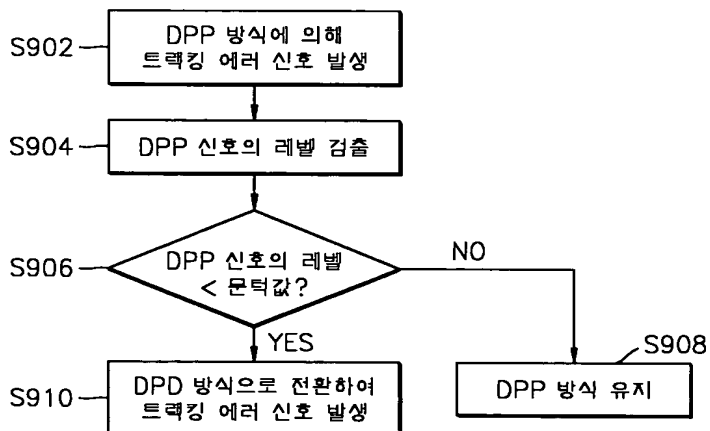 S902
DPP 방식에 의해
트랙킹 에러 신호 발생
S904
DPP 신호의 레벨 검출
S906
DPP 신호의 레벨
< 문턱값?
NO
YES
S908
DPP 방식 유지
S910
DPD 방식으로 전환하여
트랙킹 에러 신호 발생